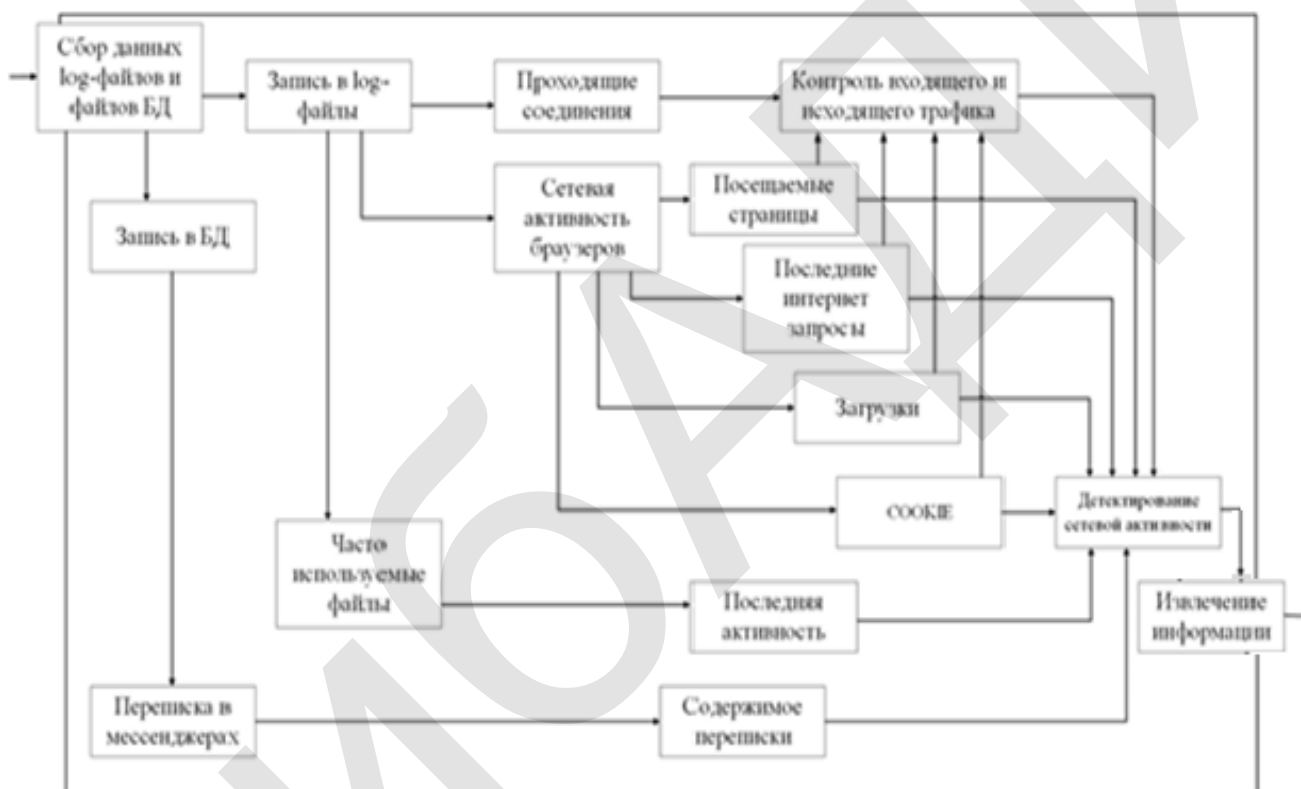 Сбор данных
log-файлов и
файлов БД
Запись в log-
файлы
Проходящие
соединения
Контроль входящего и
исходящего трафика
Запись в БД
Сетевая
активность
браузеров
Посещаемые
страницы
Последние
интернет
запросы
Загрузки
COOKIE
Детектирование
сетевой активности
Часто
используемые
файлы
Последняя
активность
Извлечение
информации
Переписка в
мессенджерах
Содержимое
переписки